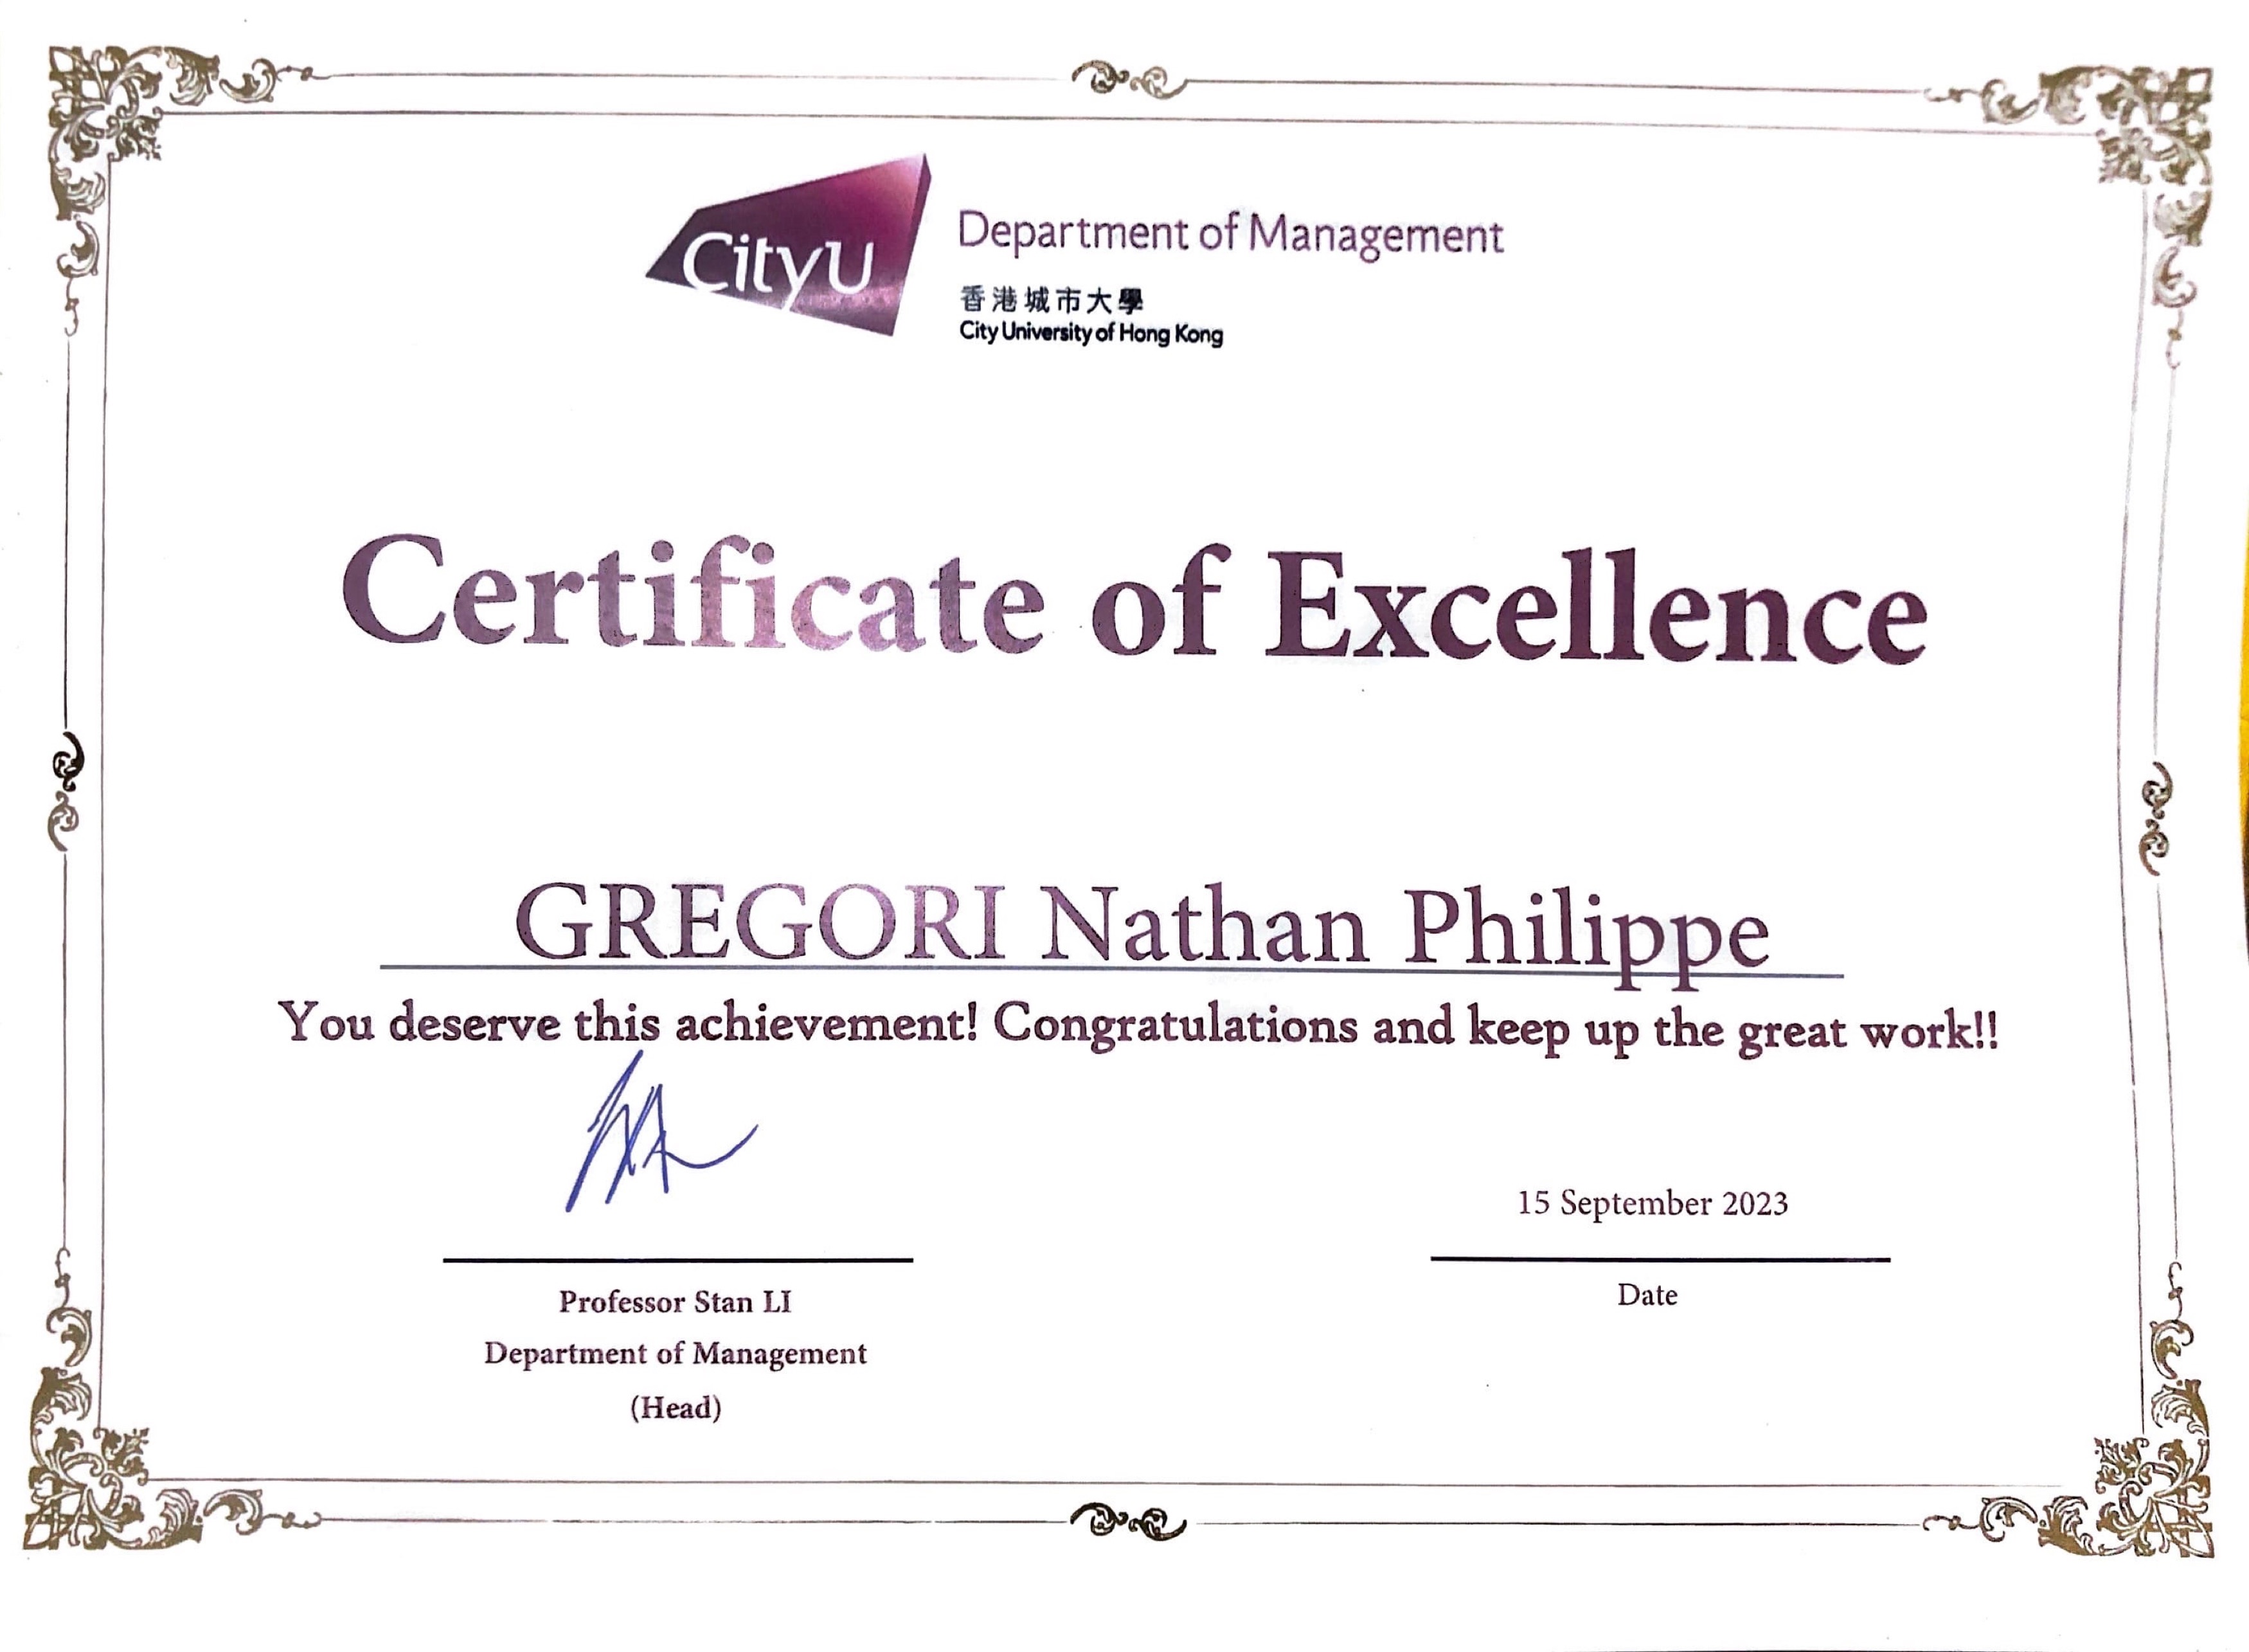 CityU
Department of Management
香港城市大學
City University of Hong Kong
Certificate of Excellence
GREGORI Nathan Philippe
You deserve this achievement! Congratulations and keep up the great work!!
15 September 2023
Professor Stan LI
Date
Department of Management
(Head)